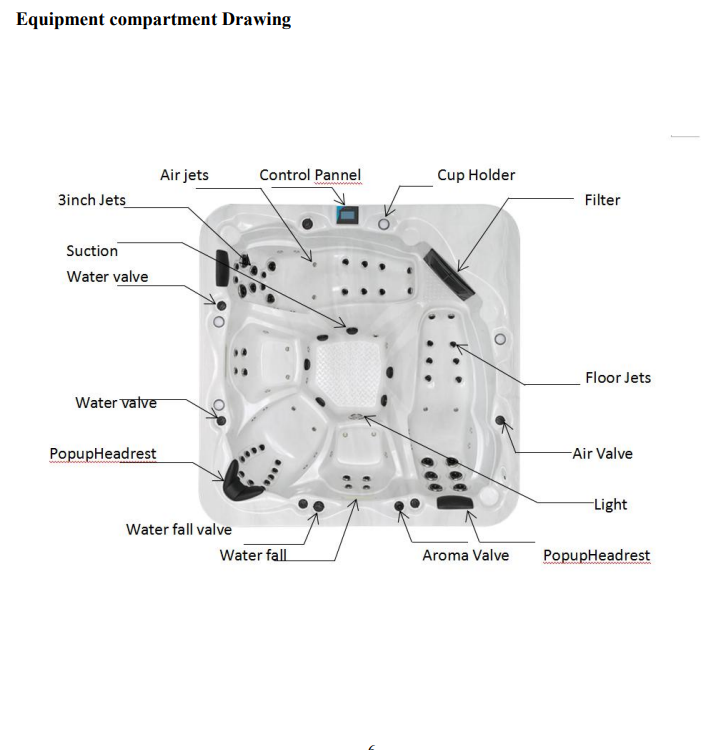 Equipment compartment Drawing
Air jets
Control Pannel
Cup Holder
3inch Jets
Filter
Suction
Water valve
Floor Jets
Water valve
PopupHeadrest
Air Valve
Light
Water fall valve
Water fall
Aroma Valve
PopupHeadrest